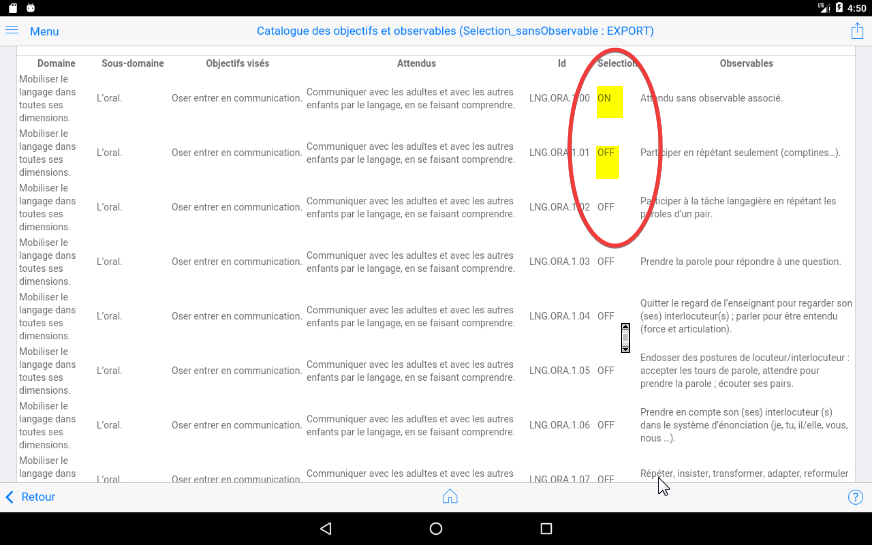 4:50
Menu
Catalogue des objectifs et observables (Selection_sansObservable : EXPORT)
Domaine Sous-domaine Objectifs visés Attendus Id Selection Observables
Mobiliser le
langage dans
toutes ses
dimensions.
L'oral.
Oser entrer en communication.
Communiquer avec les adultes et avec les autres
enfants par le langage, en se faisant comprendre.
LNG.ORA.1.00
ON
Attendu sans observable associé.
Mobiliser le
langage dans
toutes ses
dimensions.
L'oral.
Oser entrer en communication.
Communiquer avec les adultes et avec les autres
enfants par le langage, en se faisant comprendre.
LNG.ORA.1.01
OFF
Participer en répétant seulement (comptines…).
Mobiliser le
langage dans
toutes ses
dimensions.
L'oral.
Oser entrer en communication.
Communiquer avec les adultes et avec les autres
enfants par le langage, en se faisant comprendre.
LNG.ORA.1.02
OFF
Participer à la tâche langagière en répétant les
paroles d'un pair.
Mobiliser le
langage dans
toutes ses
dimensions.
L'oral.
Oser entrer en communication.
Communiquer avec les adultes et avec les autres
enfants par le langage, en se faisant comprendre.
LNG.ORA.1.03
OFF
Prendre la parole pour répondre à une question.
Mobiliser le
langage dans
toutes ses
dimensions.
L'oral.
Oser entrer en communication.
Communiquer avec les adultes et avec les autres
enfants par le langage, en se faisant comprendre.
LNG.ORA.1.04
OFF
Quitter le regard de l'enseignant pour regarder son
(ses) interlocuteur(s) ; parler pour être entendu
(force et articulation).
Mobiliser le
langage dans
toutes ses
dimensions.
L'oral.
Oser entrer en communication.
Communiquer avec les adultes et avec les autres
enfants par le langage, en se faisant comprendre.
LNG.ORA.1.05
OFF
Endosser des postures de locuteur/interlocuteur :
accepter les tours de parole, attendre pour
prendre la parole ; écouter ses pairs.
Mobiliser le
langage dans
toutes ses
dimensions.
L'oral.
Oser entrer en communication.
Communiquer avec les adultes et avec les autres
enfants par le langage, en se faisant comprendre.
LNG.ORA.1.06
OFF
Prendre en compte son (ses) interlocuteur (s)
dans le système d'énonciation (je, tu, il/elle, vous,
nous …).
Mobiliser le
langage dans
toutes ses
L'oral.
Oser entrer en communication.
Communiquer avec les adultes et avec les autres
enfants par le langage, en se faisant comprendre.
LNG.ORA.1.07
OFF
Répéter, insister, transformer, adapter, reformuler
Retour
?